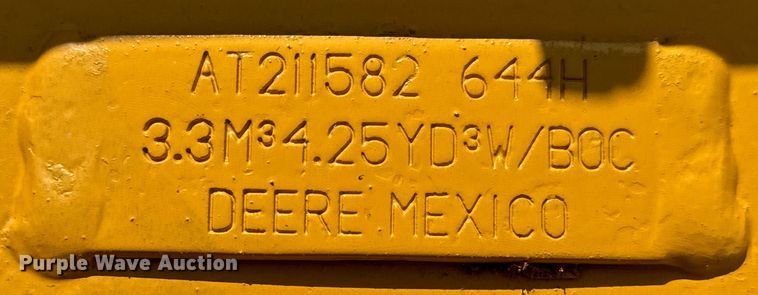 AT211582 644H
3.3M³4.25YD³W/BOC
DEERE MEXICO
Purple Wave Auction